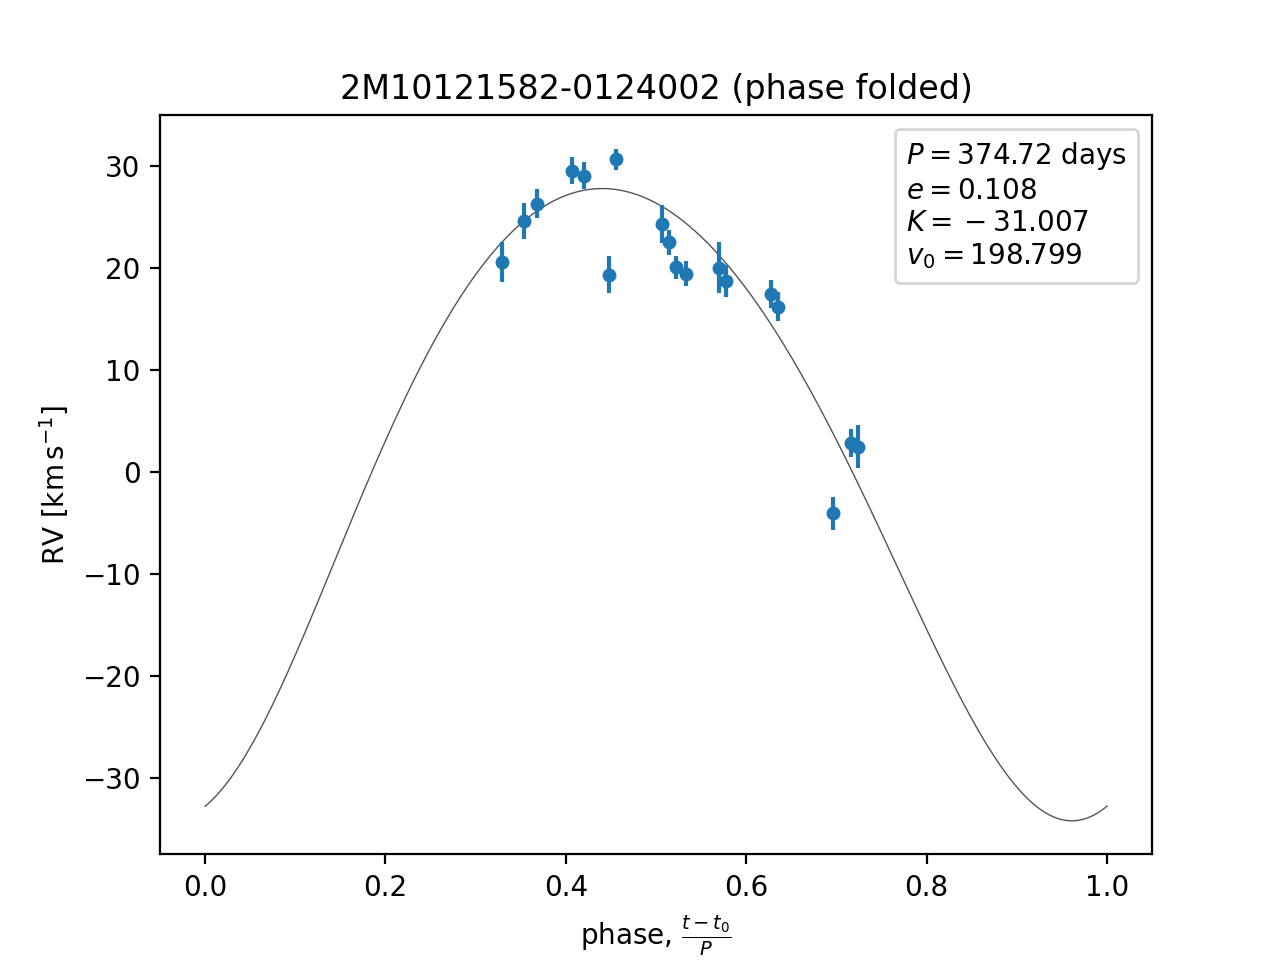 2M10121582-0124002 (phase folded)
P = 374.72 days
e = 0.108
K = −31.007
v₀ = 198.799
RV [km s⁻¹]
30
20
10
0
−10
−20
−30
0.0 0.2 0.4 0.6 0.8 1.0
phase, (t − t₀)/P